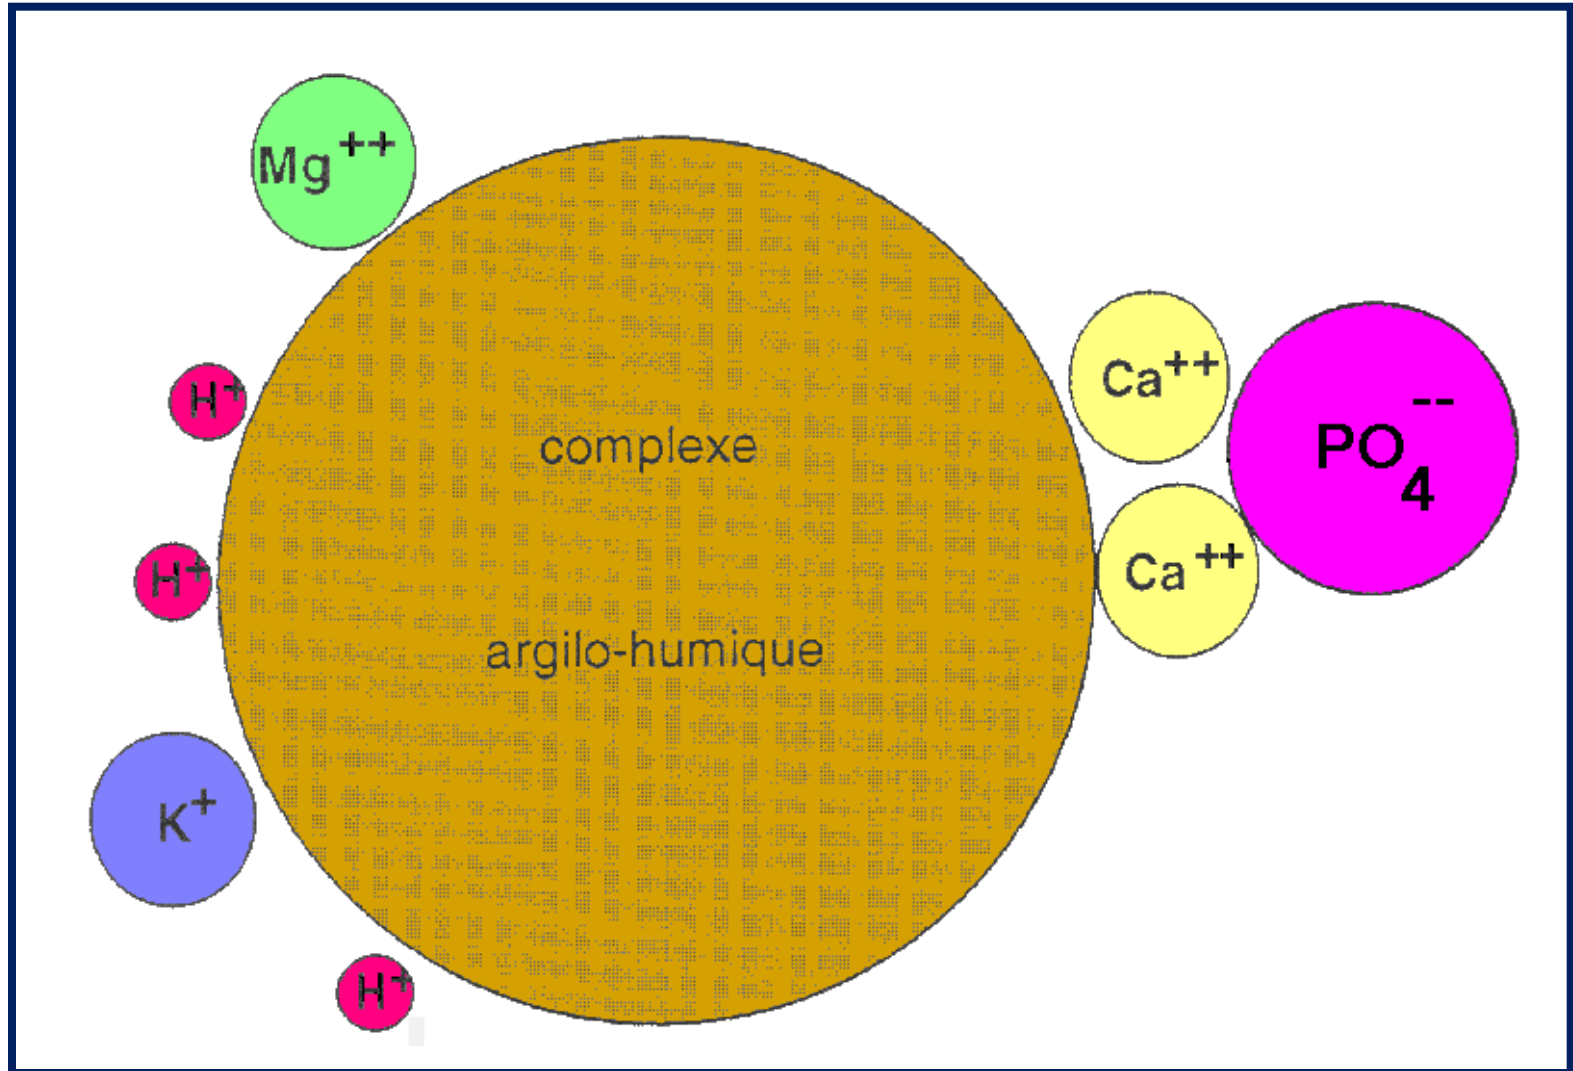 Mg++
H+
H+
K+
H+
complexe
argilo-humique
Ca++
Ca++
PO4--